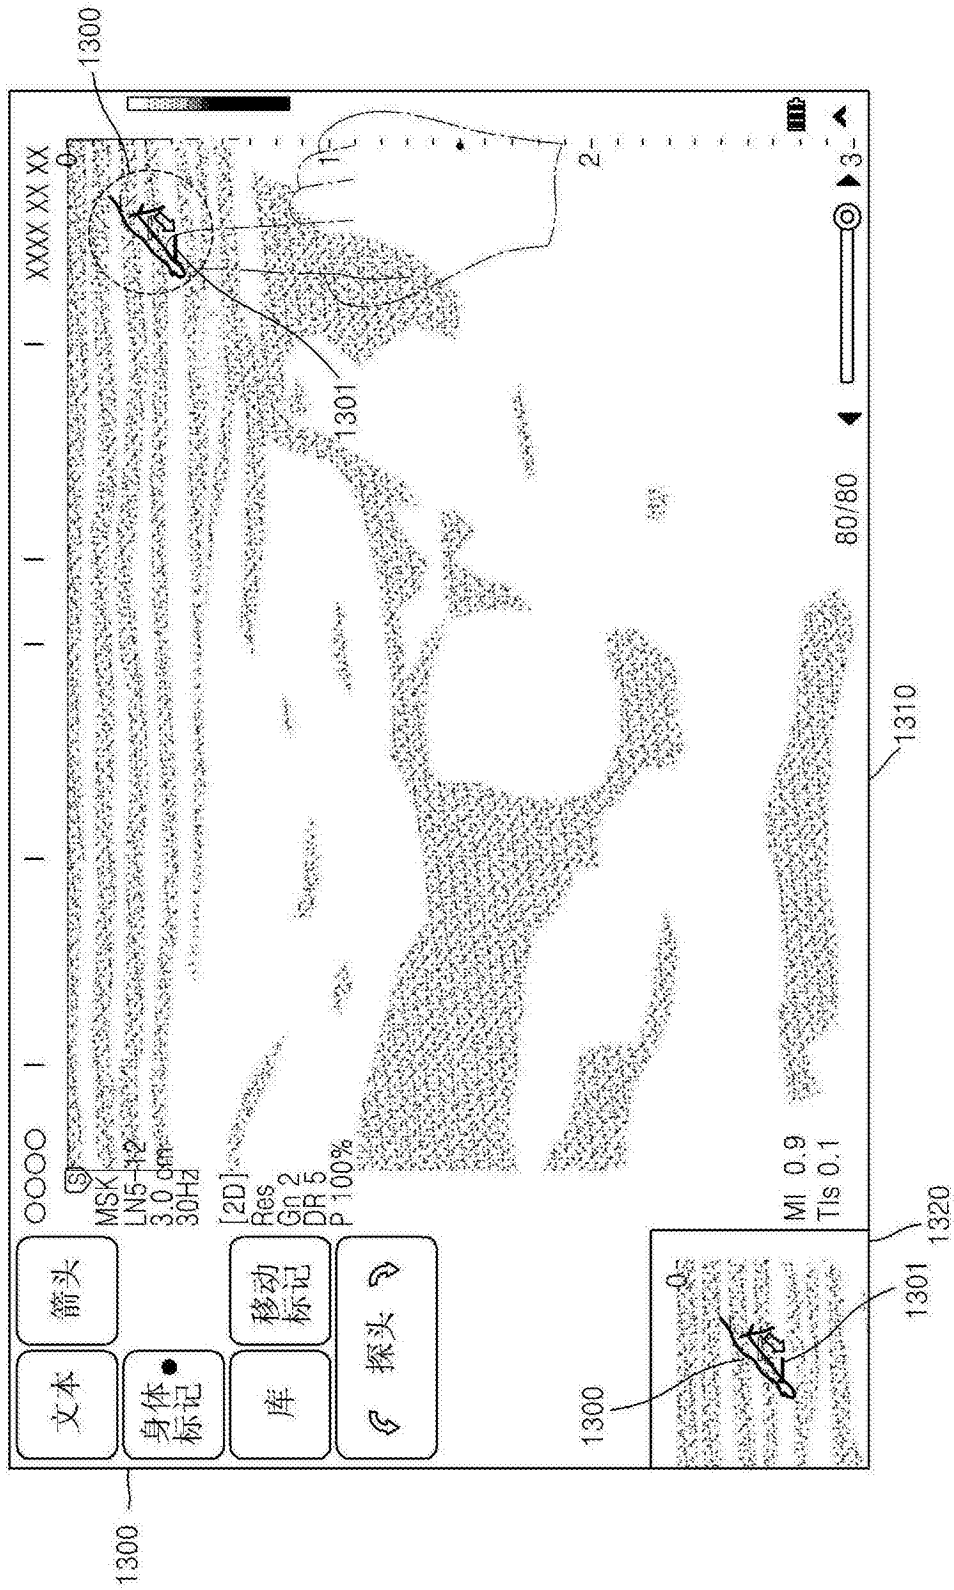 ○○○○ XXXX XX XX
1300
1300
文本 箭头
身体
标记
库 移动
标记
探头
S
MSK
LN5-12
3.0 cm
30Hz
[2D]
Res
Gn 2
DR 5
P 100%
0
1
2
3
1301
MI 0.9
TIs 0.1
80/80
0
1300
1301
1320
1310